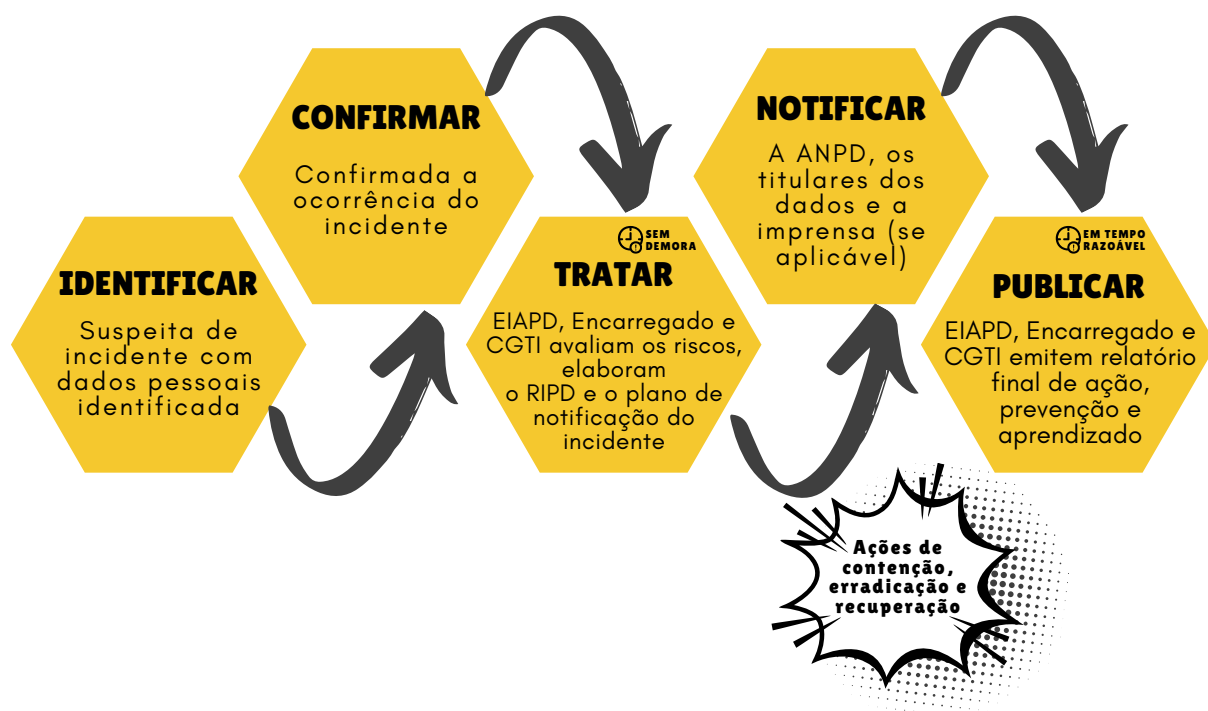 IDENTIFICAR
Suspeita de
incidente com
dados pessoais
identificada
CONFIRMAR
Confirmada a
ocorrência do
incidente
SEM
DEMORA
TRATAR
EIAPD, Encarregado e
CGTI avaliam os riscos,
elaboram
o RIPD e o plano de
notificação do
incidente
Ações de
contenção,
erradicação e
recuperação
NOTIFICAR
A ANPD, os
titulares dos
dados e a
imprensa (se
aplicável)
EM TEMPO
RAZOÁVEL
PUBLICAR
EIAPD, Encarregado e
CGTI emitem relatório
final de ação,
prevenção e
aprendizado